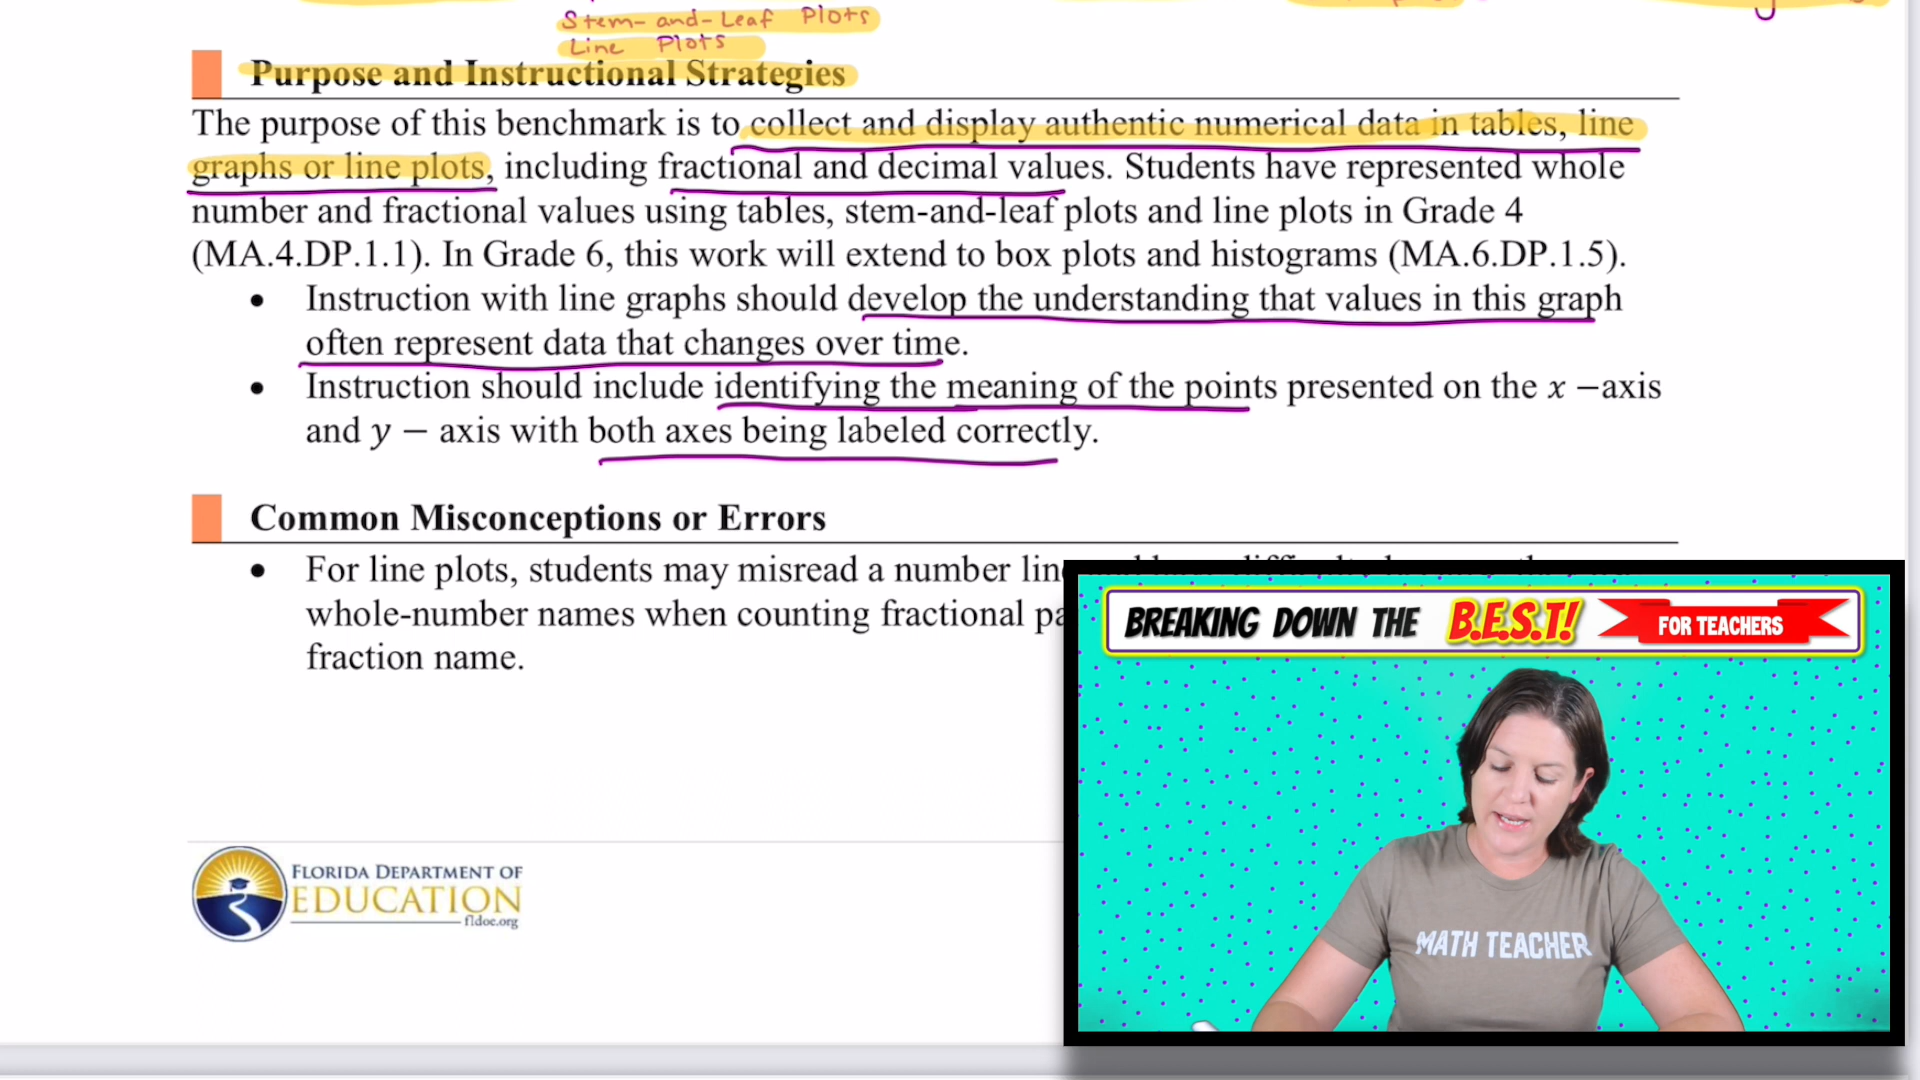 Stem-and-Leaf Plots
Line Plots
Purpose and Instructional Strategies
The purpose of this benchmark is to collect and display authentic numerical data in tables, line
graphs or line plots, including fractional and decimal values. Students have represented whole
number and fractional values using tables, stem-and-leaf plots and line plots in Grade 4
(MA.4.DP.1.1). In Grade 6, this work will extend to box plots and histograms (MA.6.DP.1.5).
• Instruction with line graphs should develop the understanding that values in this graph
often represent data that changes over time.
• Instruction should include identifying the meaning of the points presented on the x −axis
and y − axis with both axes being labeled correctly.
Common Misconceptions or Errors
• For line plots, students may misread a number
whole-number names when counting fractional
fraction name.
BREAKING DOWN THE B.E.S.T! FOR TEACHERS
MATH TEACHER
FLORIDA DEPARTMENT OF
EDUCATION
fldoe.org